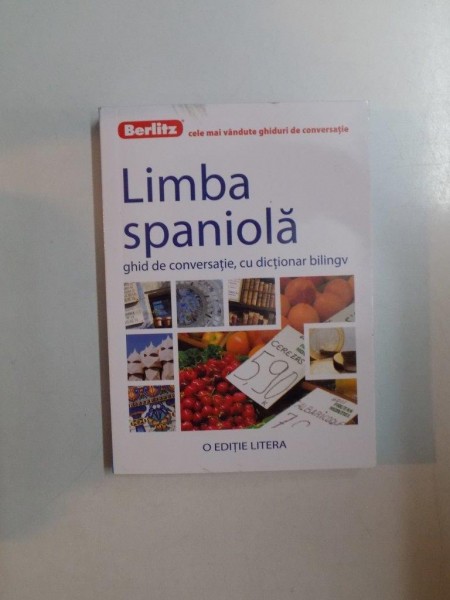 Berlitz cele mai vândute ghiduri de conversație
Limba
spaniolă
ghid de conversație, cu dicționar bilingv
CEREZAS
5,90
O EDIȚIE LITERA